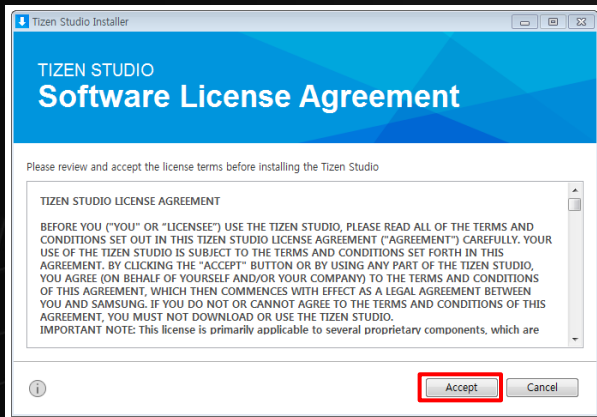 Tizen Studio Installer
TIZEN STUDIO
Software License Agreement
Please review and accept the license terms before installing the Tizen Studio
TIZEN STUDIO LICENSE AGREEMENT
BEFORE YOU ("YOU" OR "LICENSEE") USE THE TIZEN STUDIO, PLEASE READ ALL OF THE TERMS AND
CONDITIONS SET OUT IN THIS TIZEN STUDIO LICENSE AGREEMENT ("AGREEMENT") CAREFULLY. YOUR
USE OF THE TIZEN STUDIO IS SUBJECT TO THE TERMS AND CONDITIONS SET FORTH IN THIS
AGREEMENT. BY CLICKING THE "ACCEPT" BUTTON OR BY USING ANY PART OF THE TIZEN STUDIO,
YOU AGREE (ON BEHALF OF YOURSELF AND/OR YOUR COMPANY) TO THE TERMS AND CONDITIONS
OF THIS AGREEMENT, WHICH THEN COMMENCES WITH EFFECT AS A LEGAL AGREEMENT BETWEEN
YOU AND SAMSUNG. IF YOU DO NOT OR CANNOT AGREE TO THE TERMS AND CONDITIONS OF THIS
AGREEMENT, YOU MUST NOT DOWNLOAD OR USE THE TIZEN STUDIO.
IMPORTANT NOTE: This license is primarily applicable to several proprietary components, which are
Accept
Cancel